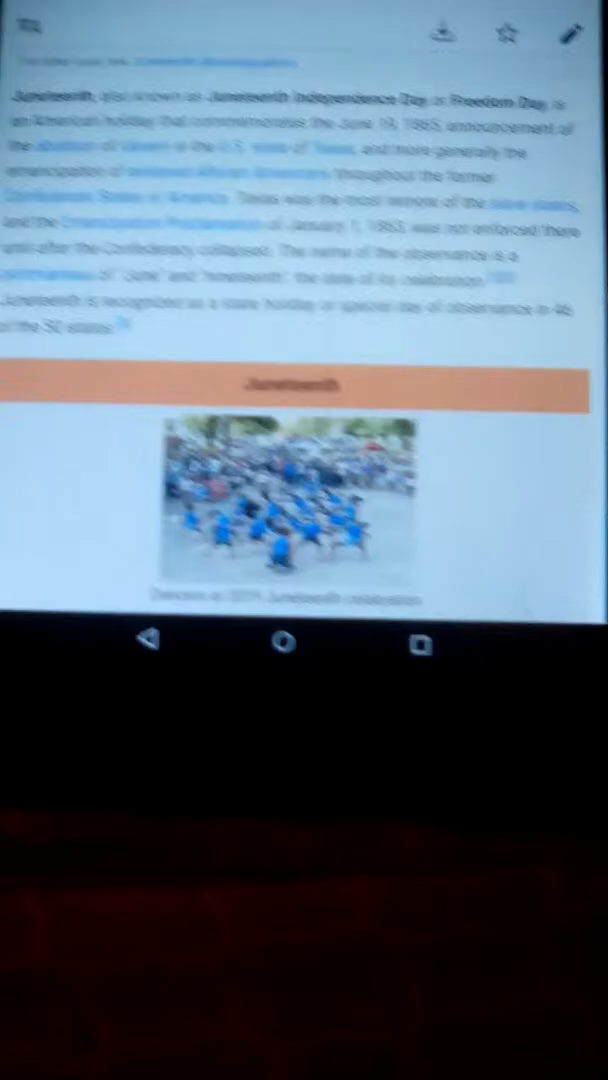 Juneteenth, also known as Juneteenth Independence Day or Freedom Day, is
an American holiday that commemorates the June 19, 1865, announcement of
the abolition of slavery in the U.S. state of Texas, and more generally the
emancipation of enslaved African Americans throughout the former
Confederate States of America. Texas was the most remote of the slave states,
and the Emancipation Proclamation of January 1, 1863, was not enforced there
until after the Confederacy collapsed. The name of the observance is a
portmanteau of "June" and "nineteenth", the date of its celebration.
Juneteenth is recognized as a state holiday or special day of observance in 46
of the 50 states.
Juneteenth
Dancers at 2011 Juneteenth celebration